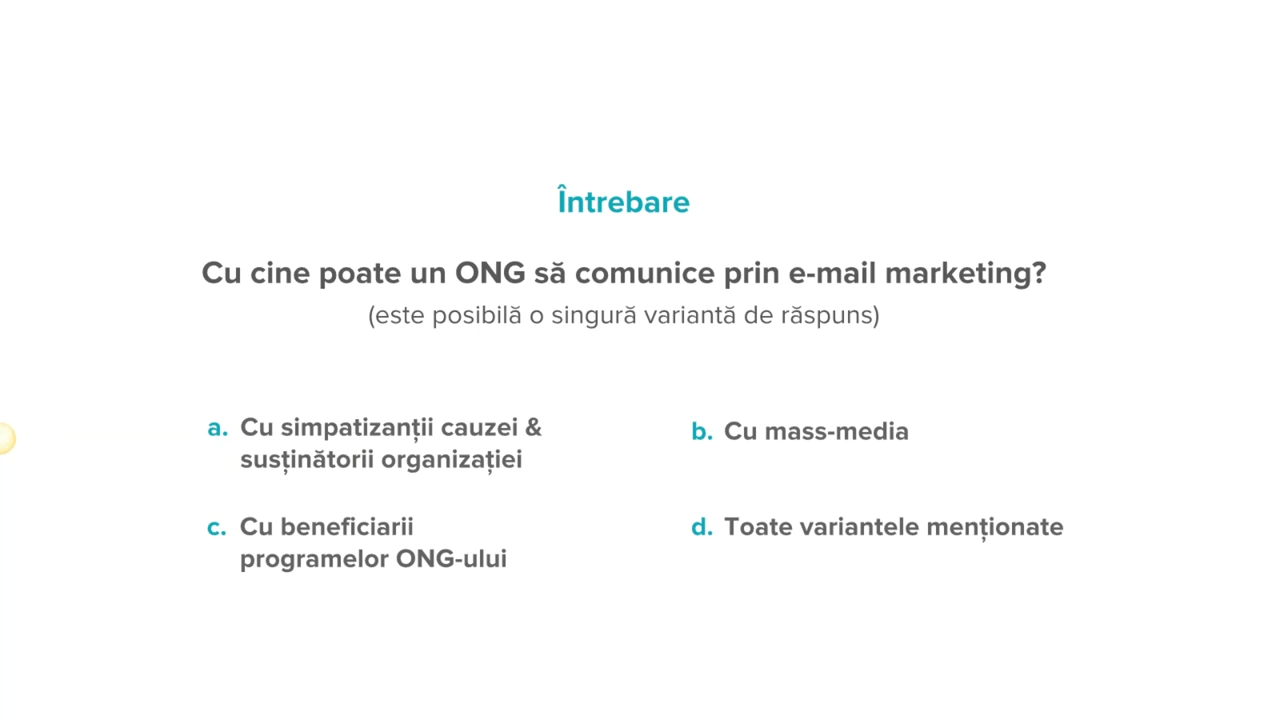 Întrebare
Cu cine poate un ONG să comunice prin e-mail marketing?
(este posibilă o singură variantă de răspuns)
a. Cu simpatizanții cauzei &
susținătorii organizației
b. Cu mass-media
c. Cu beneficiarii
programelor ONG-ului
d. Toate variantele menționate